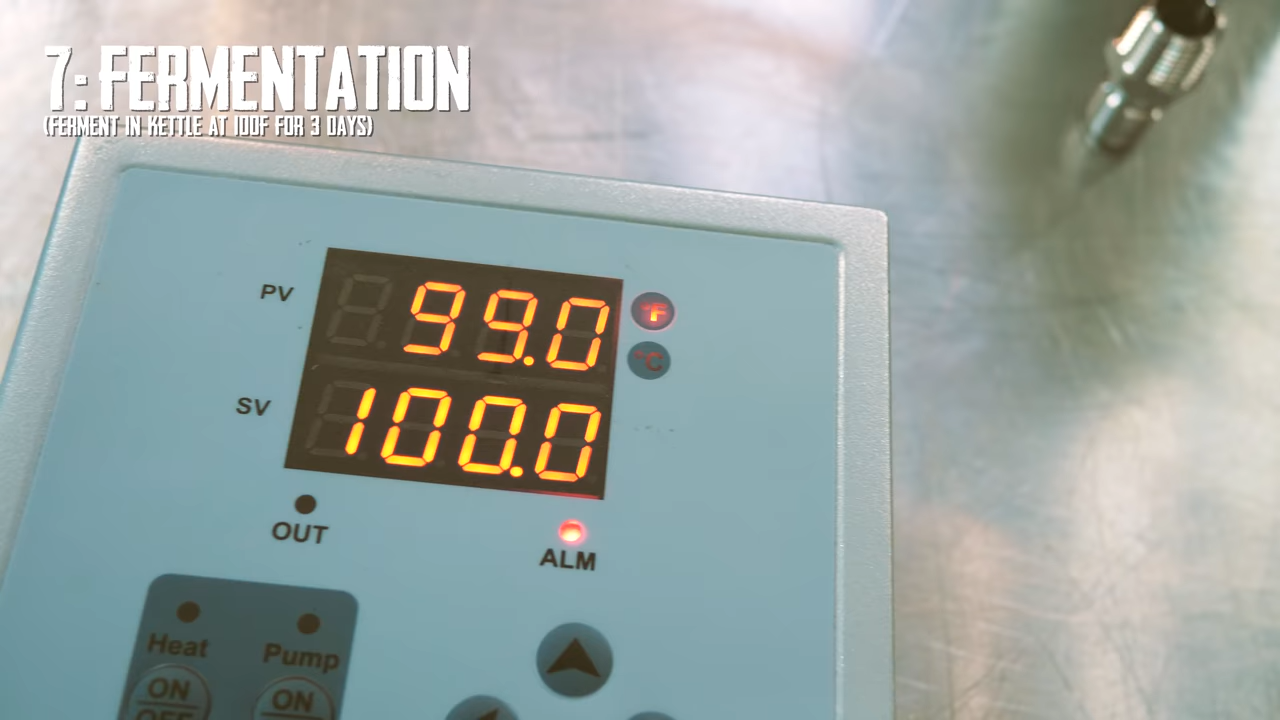 7: FERMENTATION
(FERMENT IN KETTLE AT 100F FOR 3 DAYS)
PV 99.0 °F
°C
SV 100.0
OUT ALM
Heat Pump
ON ON
OFF